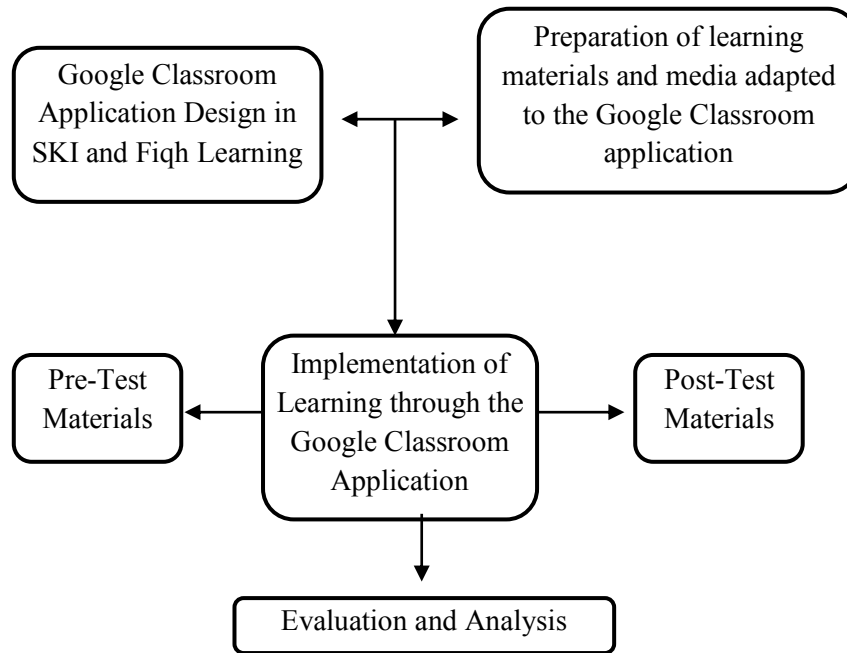 Google Classroom
Application Design in
SKI and Fiqh Learning
Preparation of learning
materials and media adapted
to the Google Classroom
application
Pre-Test
Materials
Implementation of
Learning through the
Google Classroom
Application
Post-Test
Materials
Evaluation and Analysis